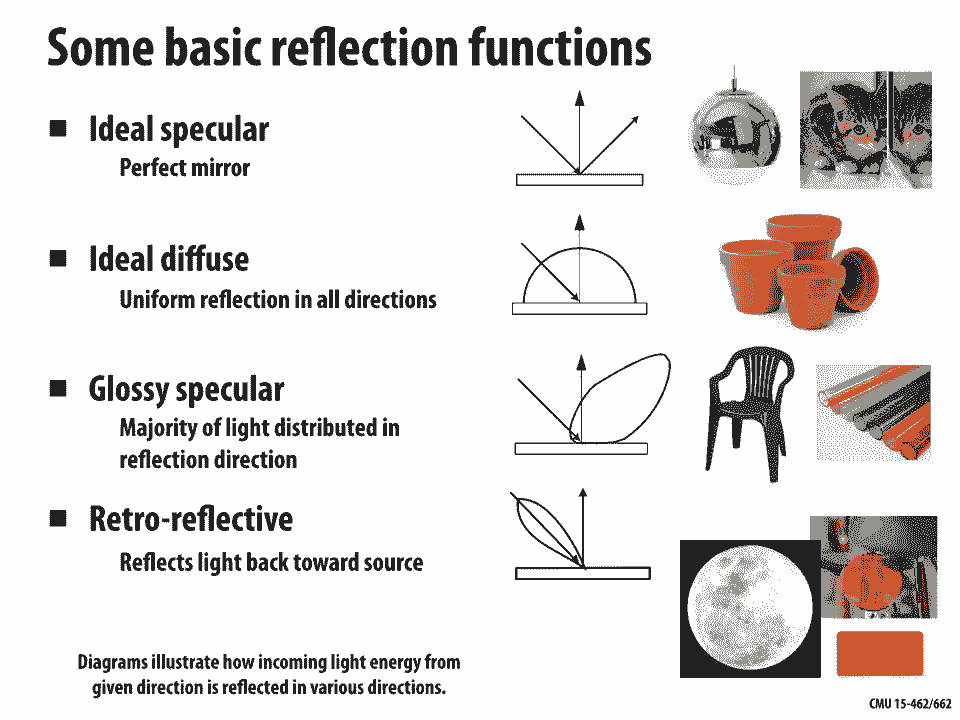 Some basic reflection functions
■ Ideal specular
Perfect mirror
■ Ideal diffuse
Uniform reflection in all directions
■ Glossy specular
Majority of light distributed in
reflection direction
■ Retro-reflective
Reflects light back toward source
Diagrams illustrate how incoming light energy from
given direction is reflected in various directions.
CMU 15-462/662